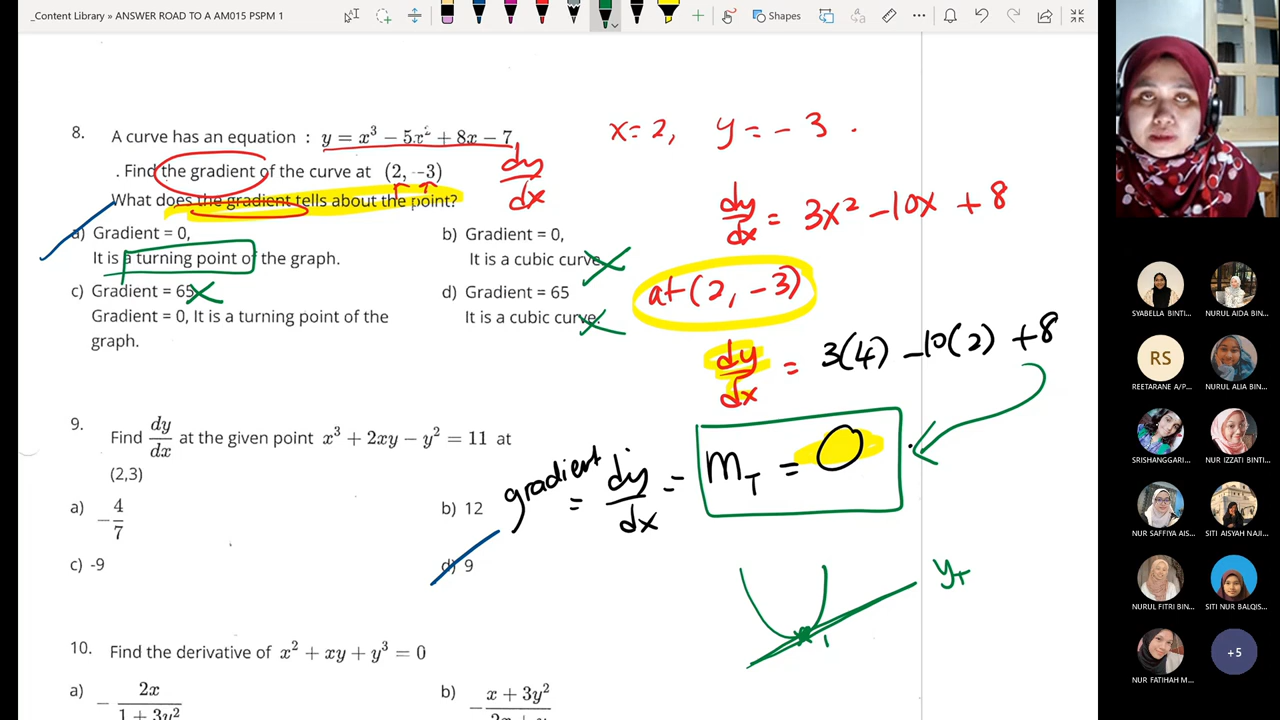 _Content Library » ANSWER ROAD TO A AM015 PSPM 1
Shapes
8. A curve has an equation : y = x³ − 5x² + 8x − 7
. Find the gradient of the curve at (2, −3)
What does the gradient tells about the point?
a) Gradient = 0,
It is a turning point of the graph.
b) Gradient = 0,
It is a cubic curve.
c) Gradient = 65
Gradient = 0, It is a turning point of the
graph.
d) Gradient = 65
It is a cubic curve.
dy/dx
x = 2, y = − 3 .
dy/dx = 3x² − 10x + 8
at (2, −3)
dy/dx = 3(4) − 10(2) + 8
gradient = dy/dx = m_T = 0
y_T
9. Find dy/dx at the given point x³ + 2xy − y² = 11 at
(2,3)
a) −4/7
b) 12
c) -9
d) 9
10. Find the derivative of x² + xy + y³ = 0
a) − 2x / 1 + 3y²
b) − x + 3y²
SYABELLA BINTI...
NURUL AIDA BIN...
RS
REETARANE A/P...
NURUL ALIA BIN...
SRISHANGGARI...
NUR IZZATI BINTI...
NUR SAFFIYA AIS...
SITI AISYAH NAJI...
NURUL FITRI BIN...
SITI NUR BALQIS...
NUR FATIHAH M...
+5